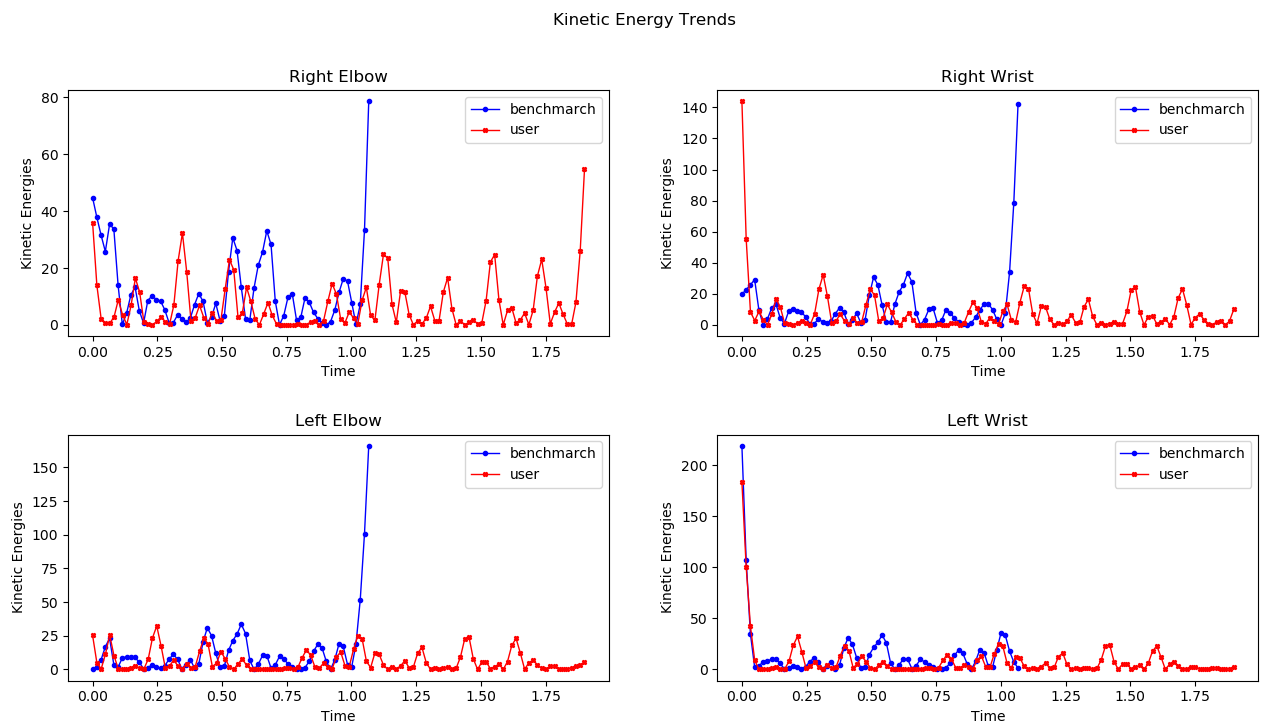 Kinetic Energy Trends
Right Elbow
80
60
40
20
0
Kinetic Energies
0.00 0.25 0.50 0.75 1.00 1.25 1.50 1.75
Time
benchmarch
user
Right Wrist
140
120
100
80
60
40
20
0
Kinetic Energies
0.00 0.25 0.50 0.75 1.00 1.25 1.50 1.75
Time
benchmarch
user
Left Elbow
150
125
100
75
50
25
0
Kinetic Energies
0.00 0.25 0.50 0.75 1.00 1.25 1.50 1.75
Time
benchmarch
user
Left Wrist
200
150
100
50
0
Kinetic Energies
0.00 0.25 0.50 0.75 1.00 1.25 1.50 1.75
Time
benchmarch
user